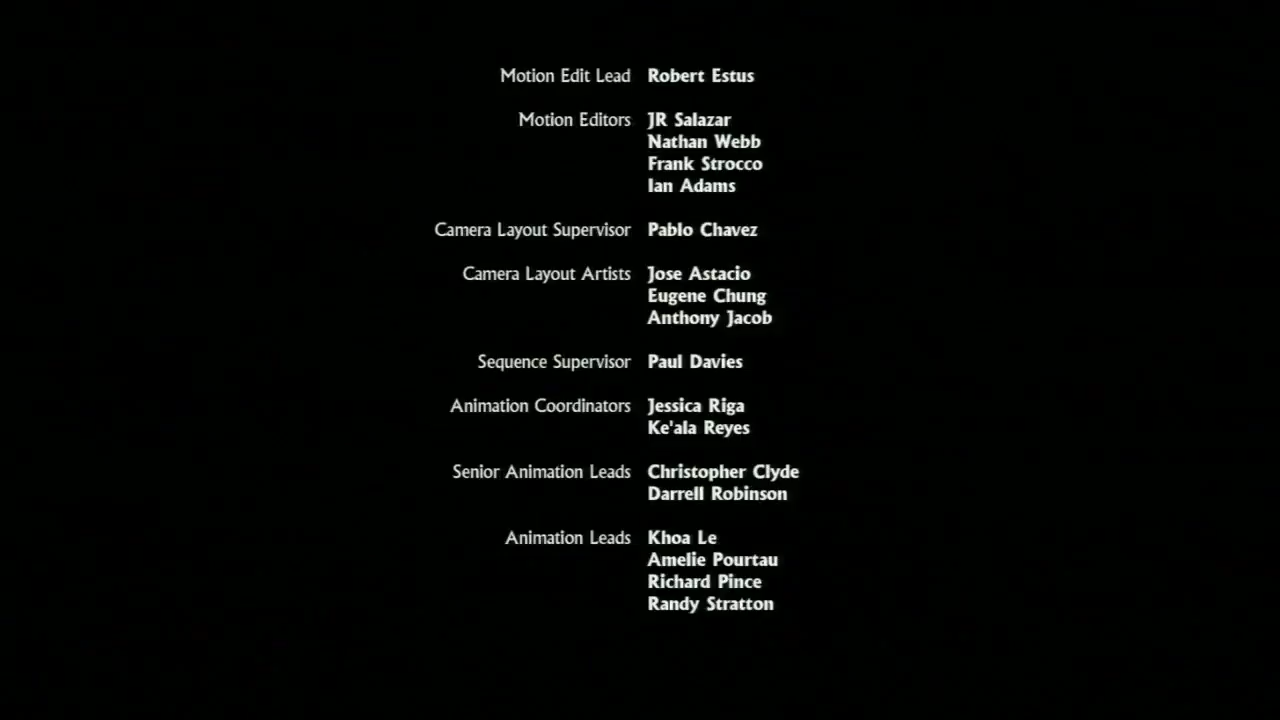 Motion Edit Lead Robert Estus
Motion Editors JR Salazar
Nathan Webb
Frank Strocco
Ian Adams
Camera Layout Supervisor Pablo Chavez
Camera Layout Artists Jose Astacio
Eugene Chung
Anthony Jacob
Sequence Supervisor Paul Davies
Animation Coordinators Jessica Riga
Ke'ala Reyes
Senior Animation Leads Christopher Clyde
Darrell Robinson
Animation Leads Khoa Le
Amelie Pourtau
Richard Pince
Randy Stratton